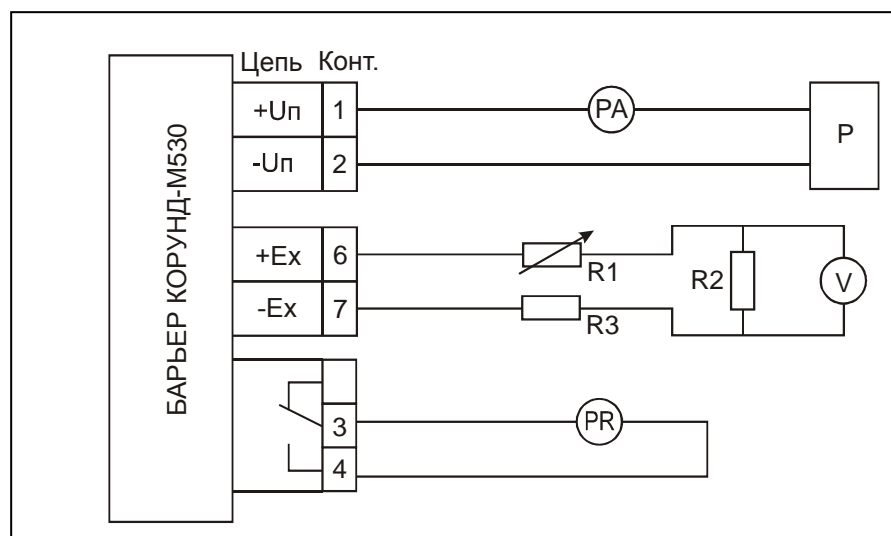 БАРЬЕР КОРУНД-М530
Цепь Конт.
+Uп 1
-Uп 2
PA
P
+Ex 6
-Ex 7
R1
R3
R2
V
3
4
PR